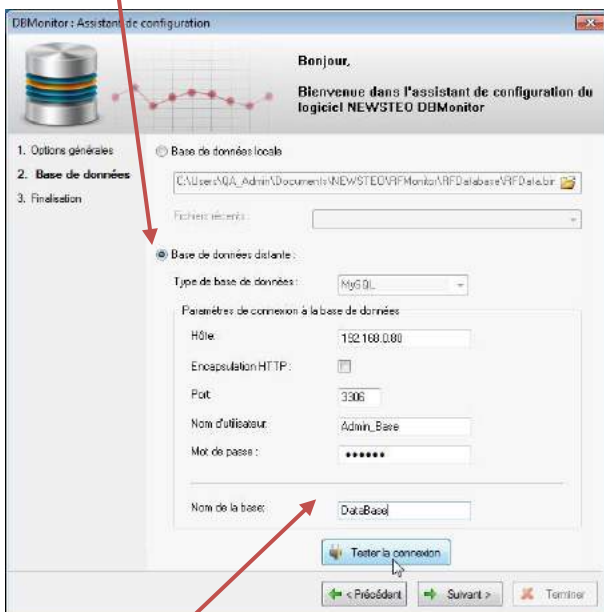 DBMonitor : Assistant de configuration
Bonjour,
Bienvenue dans l'assistant de configuration du
logiciel NEWSTEO DBMonitor
1. Options générales
2. Base de données
3. Finalisation
Base de données locale
C:\Users\QA_Admin\Documents\NEWSTEO\RFMonitor\RFDatabase\RFData.bin
Fichiers récents :
Base de données distante :
Type de base de données : MySQL
Paramètres de connexion à la base de données
Hôte: 192.168.0.80
Encapsulation HTTP :
Port: 3306
Nom d'utilisateur: Admin_Base
Mot de passe : ••••••
Nom de la base: DataBase
Tester la connexion
< Précédent Suivant > Terminer